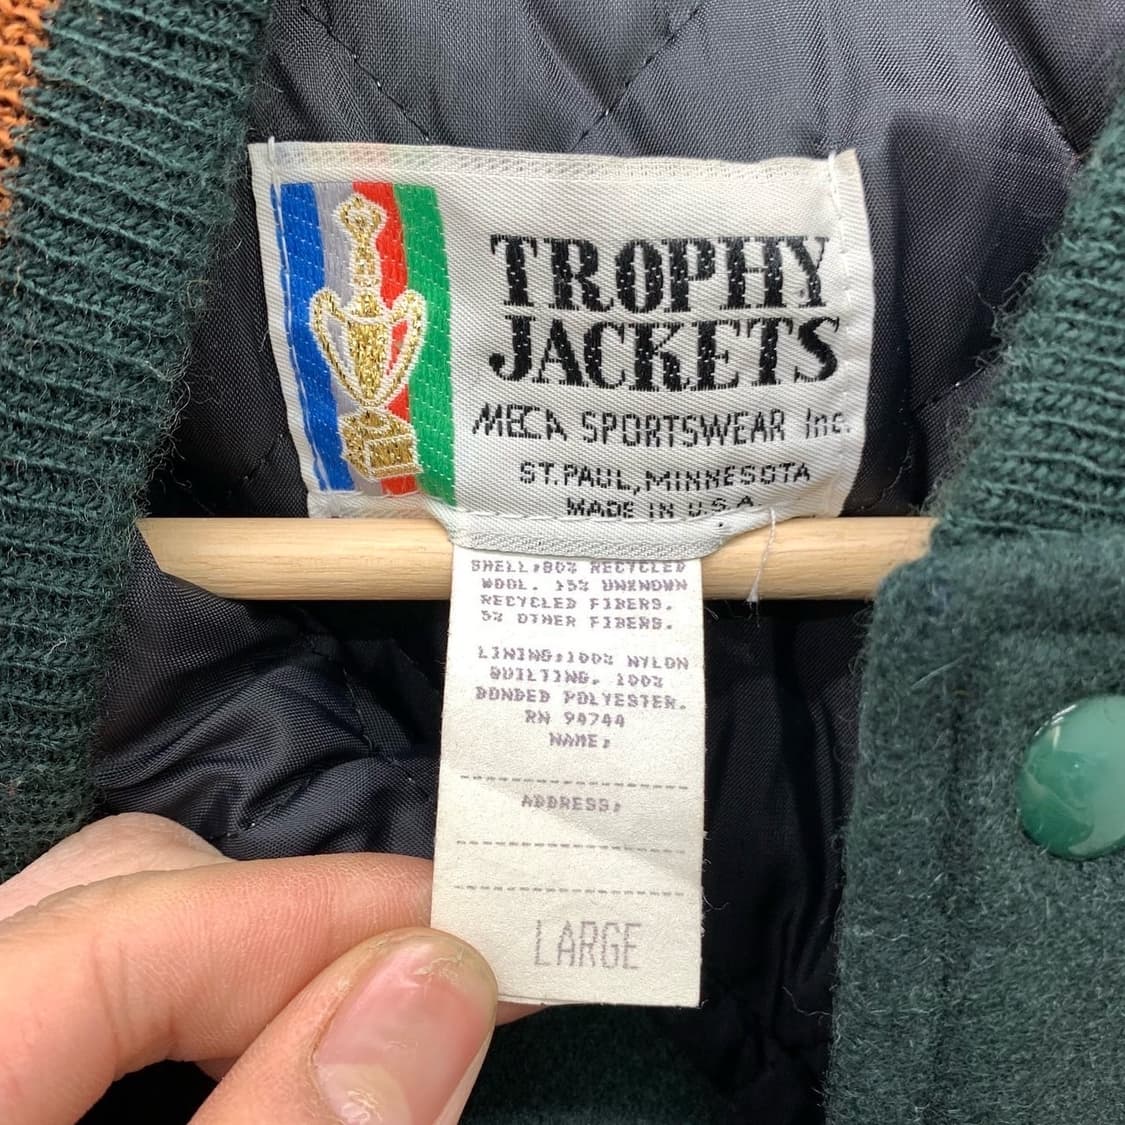 TROPHY
JACKETS
MECA SPORTSWEAR Inc.
ST. PAUL, MINNESOTA
MADE IN U.S.A.
SHELL: 80% RECYCLED
WOOL. 15% UNKNOWN
RECYCLED FIBERS.
5% OTHER FIBERS.
LINING: 100% NYLON
QUILTING. 100%
BONDED POLYESTER.
RN 94744
NAME:
ADDRESS:
LARGE